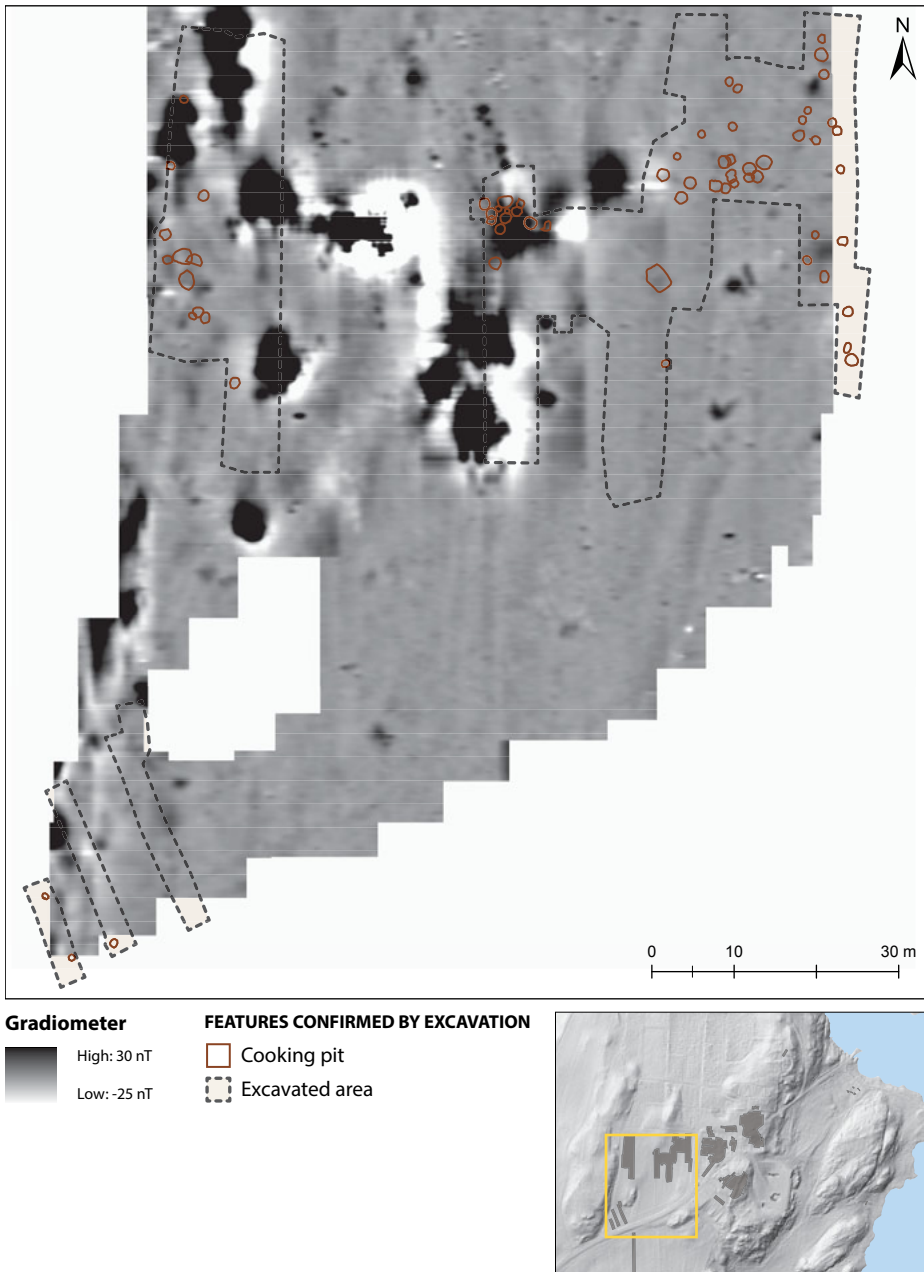 N
0 10 30 m
Gradiometer
High: 30 nT
Low: -25 nT
FEATURES CONFIRMED BY EXCAVATION
Cooking pit
Excavated area